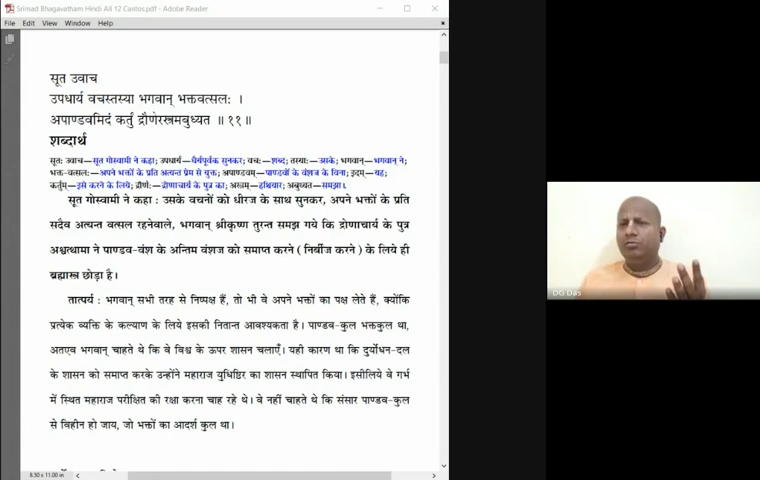 Srimad Bhagavatham Hindi All 12 Cantos.pdf - Adobe Reader
File Edit View Window Help
सूत उवाच
उपधार्य वचस्तस्या भगवान् भक्तवत्सलः ।
अपाण्डवमिदं कर्तुं द्रौणेरस्त्रमबुध्यत ॥ ११॥
शब्दार्थ
सूतः उवाच—सूत गोस्वामी ने कहा; उपधार्य—धैर्यपूर्वक सुनकर; वचः—शब्द; तस्याः—उसके; भगवान्—भगवान् ने;
भक्त-वत्सलः—अपने भक्तों के प्रति अत्यन्त प्रेम से युक्त; अपाण्डवम्—पाण्डवों के वंशज के बिना; इदम्—यह;
कर्तुम्—इसे करने के लिये; द्रौणेः—द्रोणाचार्य के पुत्र का; अस्त्रम्—हथियार; अबुध्यत—समझा।
सूत गोस्वामी ने कहा : उसके वचनों को धीरज के साथ सुनकर, अपने भक्तों के प्रति
सदैव अत्यन्त वत्सल रहनेवाले, भगवान् श्रीकृष्ण तुरन्त समझ गये कि द्रोणाचार्य के पुत्र
अश्वत्थामा ने पाण्डव-वंश के अन्तिम वंशज को समाप्त करने ( निर्बीज करने ) के लिये ही
ब्रह्मास्त्र छोड़ा है।
तात्पर्य : भगवान् सभी तरह से निष्पक्ष हैं, तो भी वे अपने भक्तों का पक्ष लेते हैं, क्योंकि
प्रत्येक व्यक्ति के कल्याण के लिये इसकी नितान्त आवश्यकता है। पाण्डव-कुल भक्तकुल था,
अतएव भगवान् चाहते थे कि वे विश्व के ऊपर शासन चलाएँ। यही कारण था कि दुर्योधन-दल
के शासन को समाप्त करके उन्होंने महाराज युधिष्ठिर का शासन स्थापित किया। इसीलिये वे गर्भ
में स्थित महाराज परीक्षित की रक्षा करना चाह रहे थे। वे नहीं चाहते थे कि संसार पाण्डव-कुल
से विहीन हो जाय, जो भक्तों का आदर्श कुल था।
8.50 x 11.00 in
DG Das